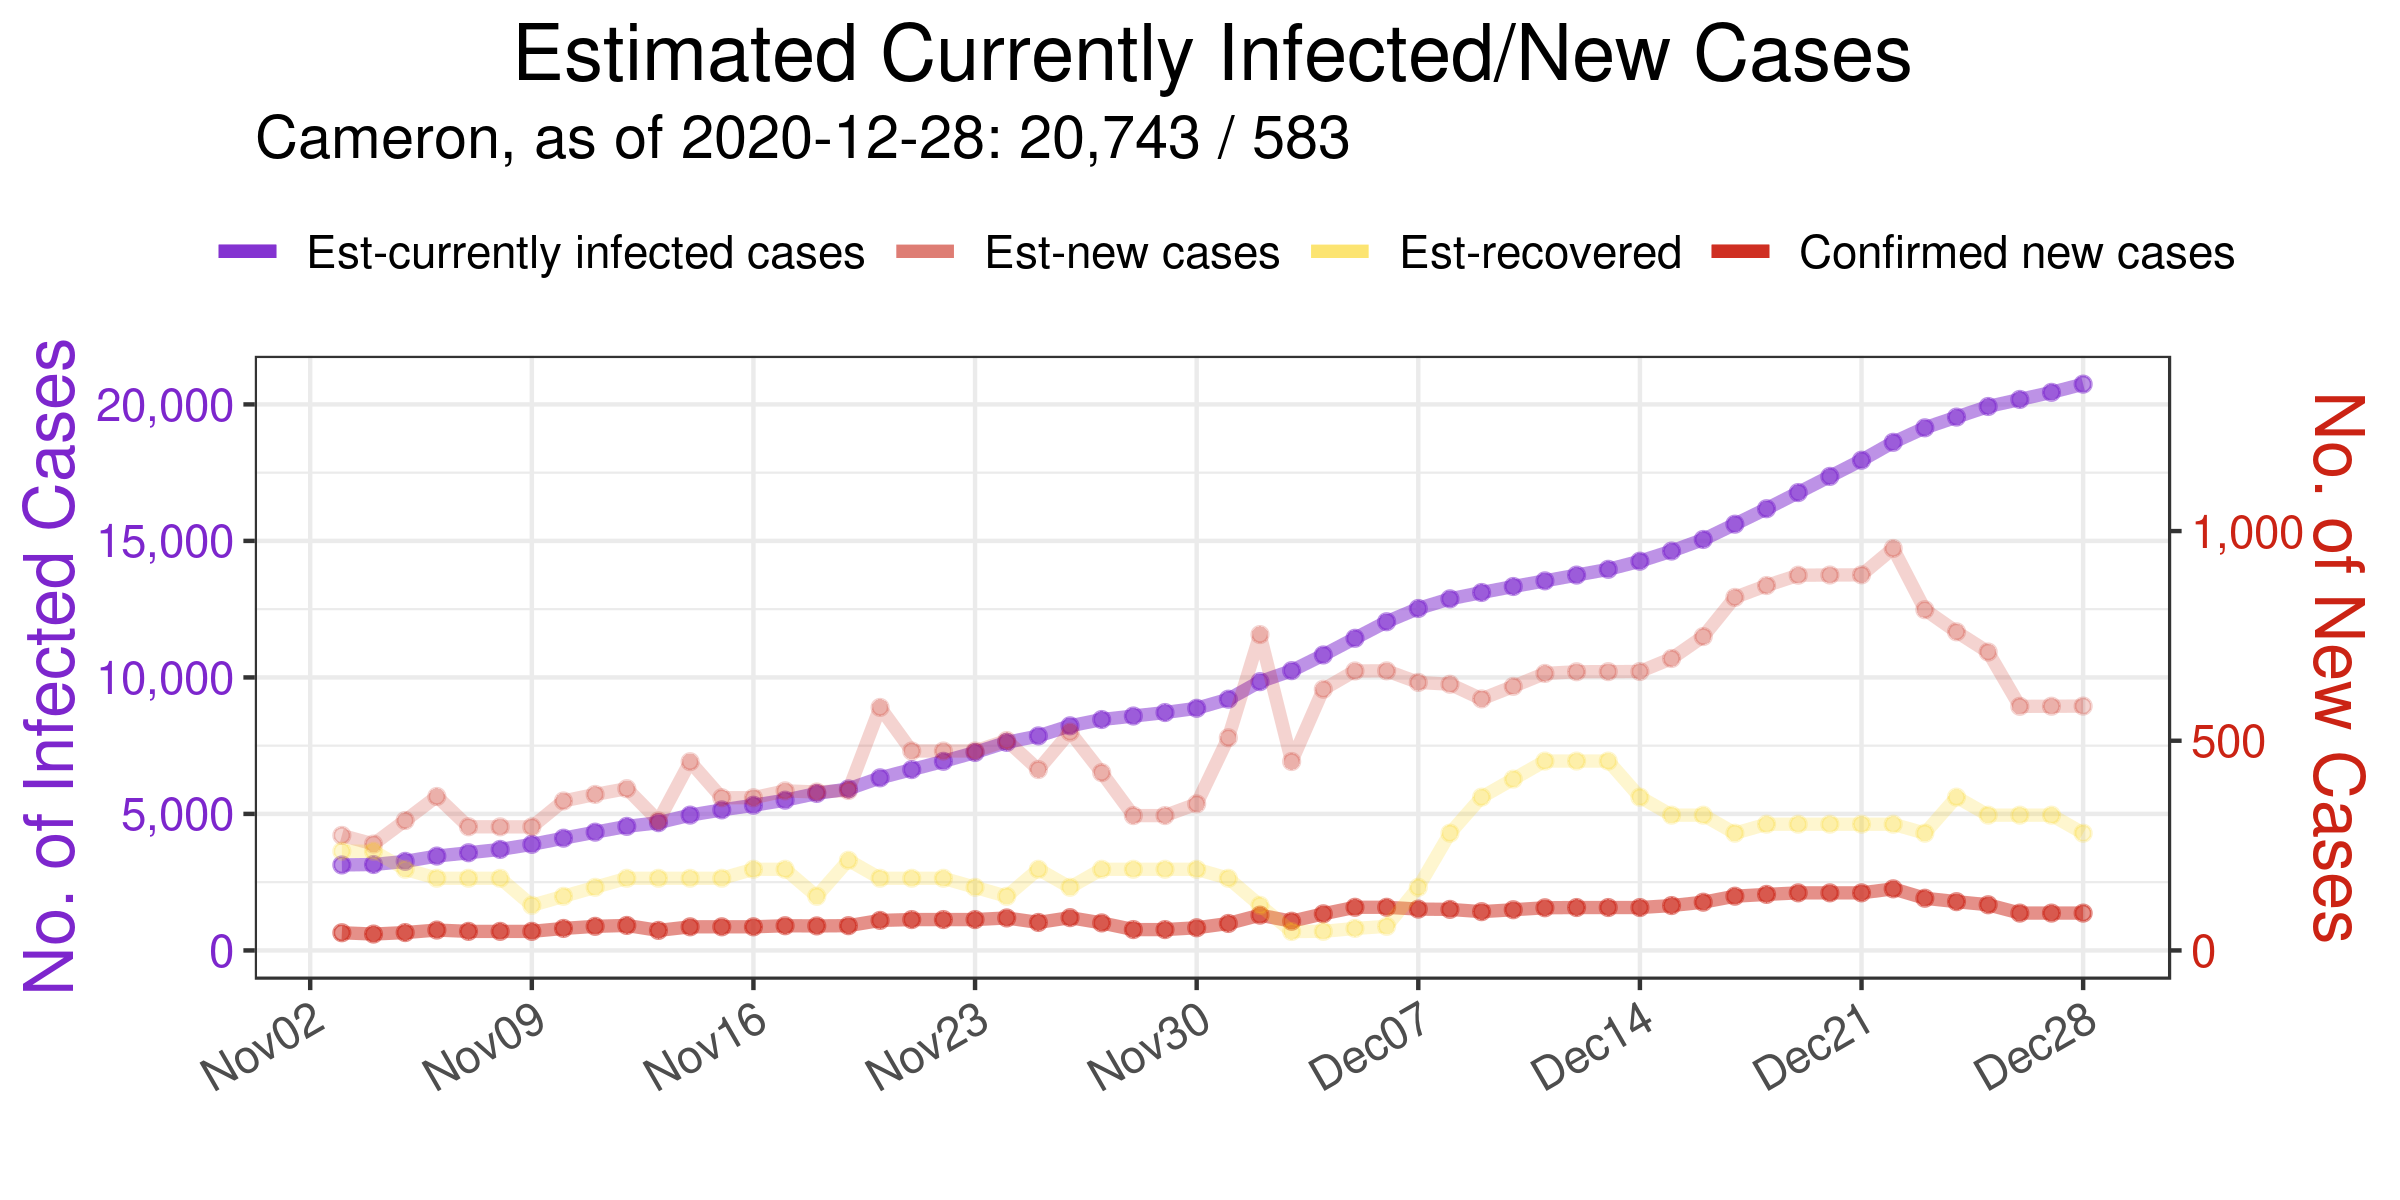 Estimated Currently Infected/New Cases
Cameron, as of 2020-12-28: 20,743 / 583
Est-currently infected cases Est-new cases Est-recovered Confirmed new cases
No. of Infected Cases
20,000
15,000
10,000
5,000
0
No. of New Cases
1,000
500
0
Nov02 Nov09 Nov16 Nov23 Nov30 Dec07 Dec14 Dec21 Dec28